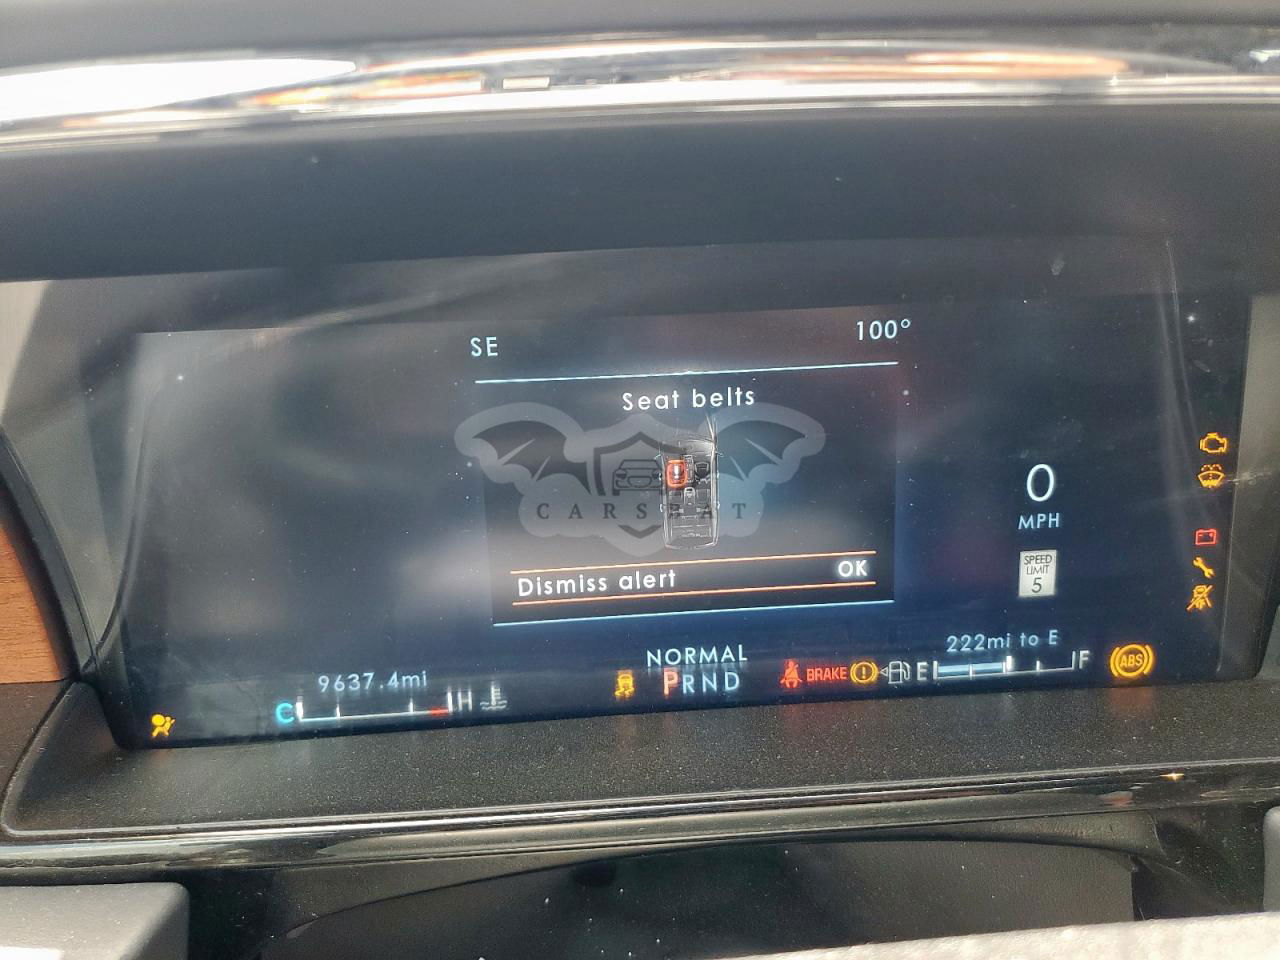 SE
100°
Seat belts
CARSBAT
Dismiss alert OK
0
MPH
SPEED
LIMIT
5
NORMAL
PRND
9637.4mi
C H
BRAKE
222mi to E
E F
ABS